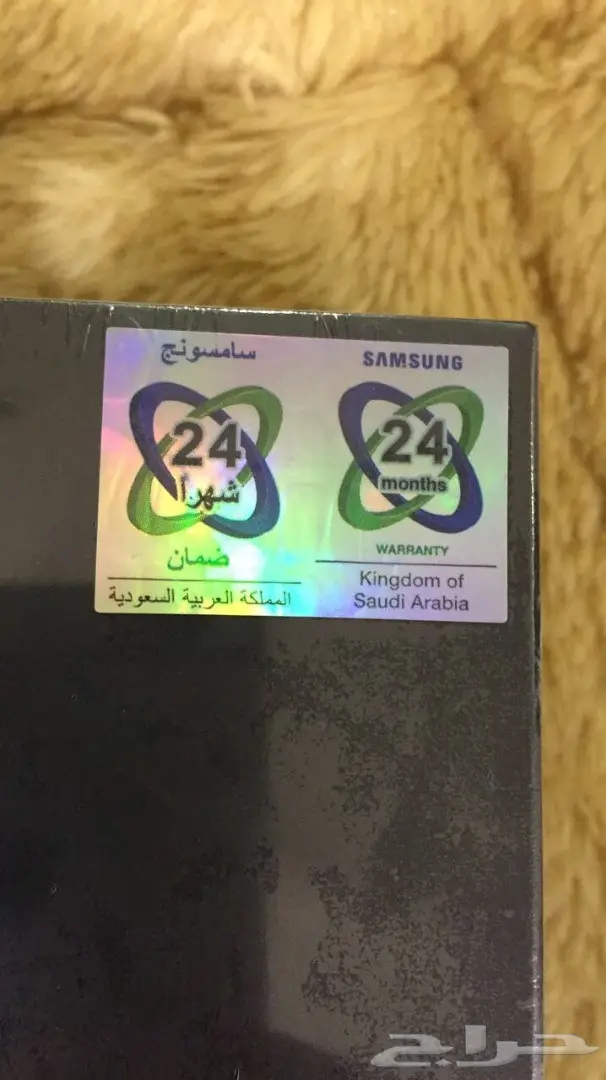 سامسونج
24
شهراً
ضمان
المملكة العربية السعودية
SAMSUNG
24
months
WARRANTY
Kingdom of
Saudi Arabia
حراج